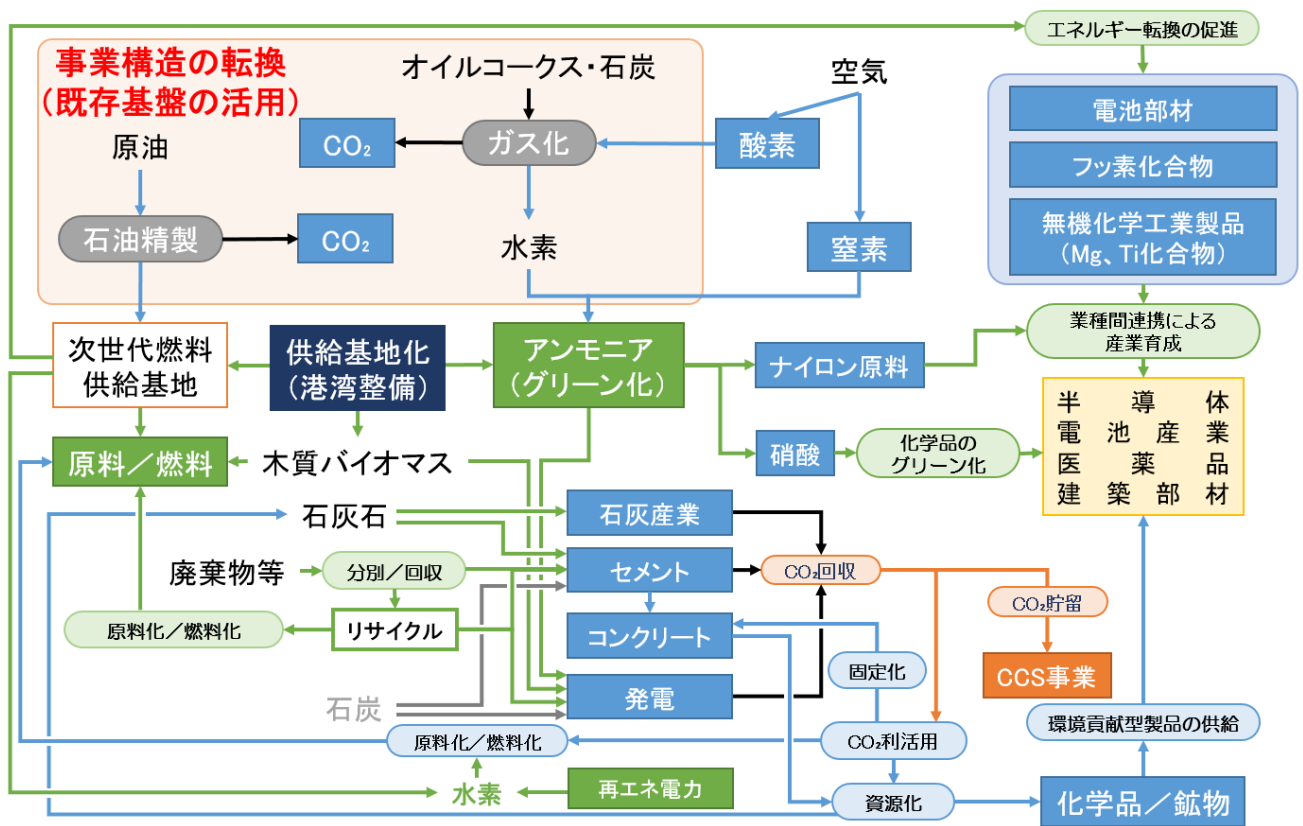 エネルギー転換の促進
事業構造の転換
(既存基盤の活用)
オイルコークス・石炭
空気
電池部材
原油
CO₂
ガス化
酸素
フッ素化合物
石油精製
CO₂
水素
窒素
無機化学工業製品
(Mg、Ti化合物)
次世代燃料
供給基地
供給基地化
(港湾整備)
アンモニア
(グリーン化)
ナイロン原料
業種間連携による
産業育成
原料/燃料
木質バイオマス
硝酸
化学品の
グリーン化
半導体
電池産業
医薬品
建築部材
石灰石
石灰産業
廃棄物等
分別/回収
セメント
CO₂回収
原料化/燃料化
リサイクル
コンクリート
CO₂貯留
固定化
CCS事業
石炭
発電
原料化/燃料化
CO₂利活用
環境貢献型製品の供給
水素
再エネ電力
資源化
化学品/鉱物